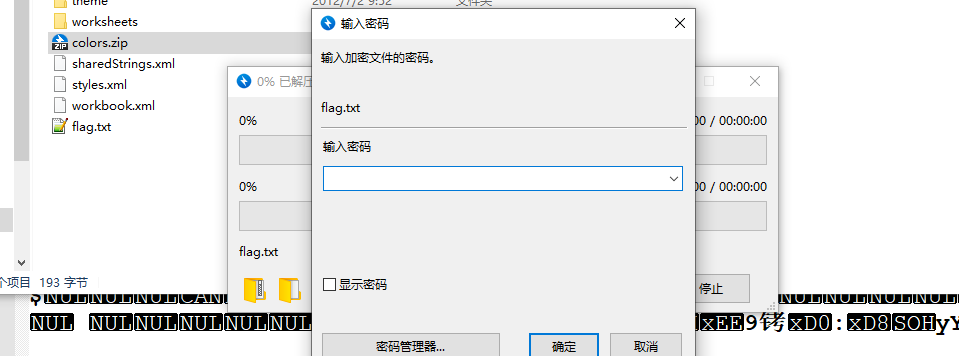 theme 2012/7/2 9:52 文件夹
worksheets
colors.zip
sharedStrings.xml
styles.xml
workbook.xml
flag.txt
个项目 193 字节
0% 已解压
0%
00 / 00:00:00
0%
00 / 00:00:00
flag.txt
停止
输入密码
输入加密文件的密码。
flag.txt
输入密码
显示密码
密码管理器...
确定
取消
$NULNULNULCAN NULNULNULNUL
NUL NULNULNULNULNUL xEE9铐xD0:xD8SOHyY